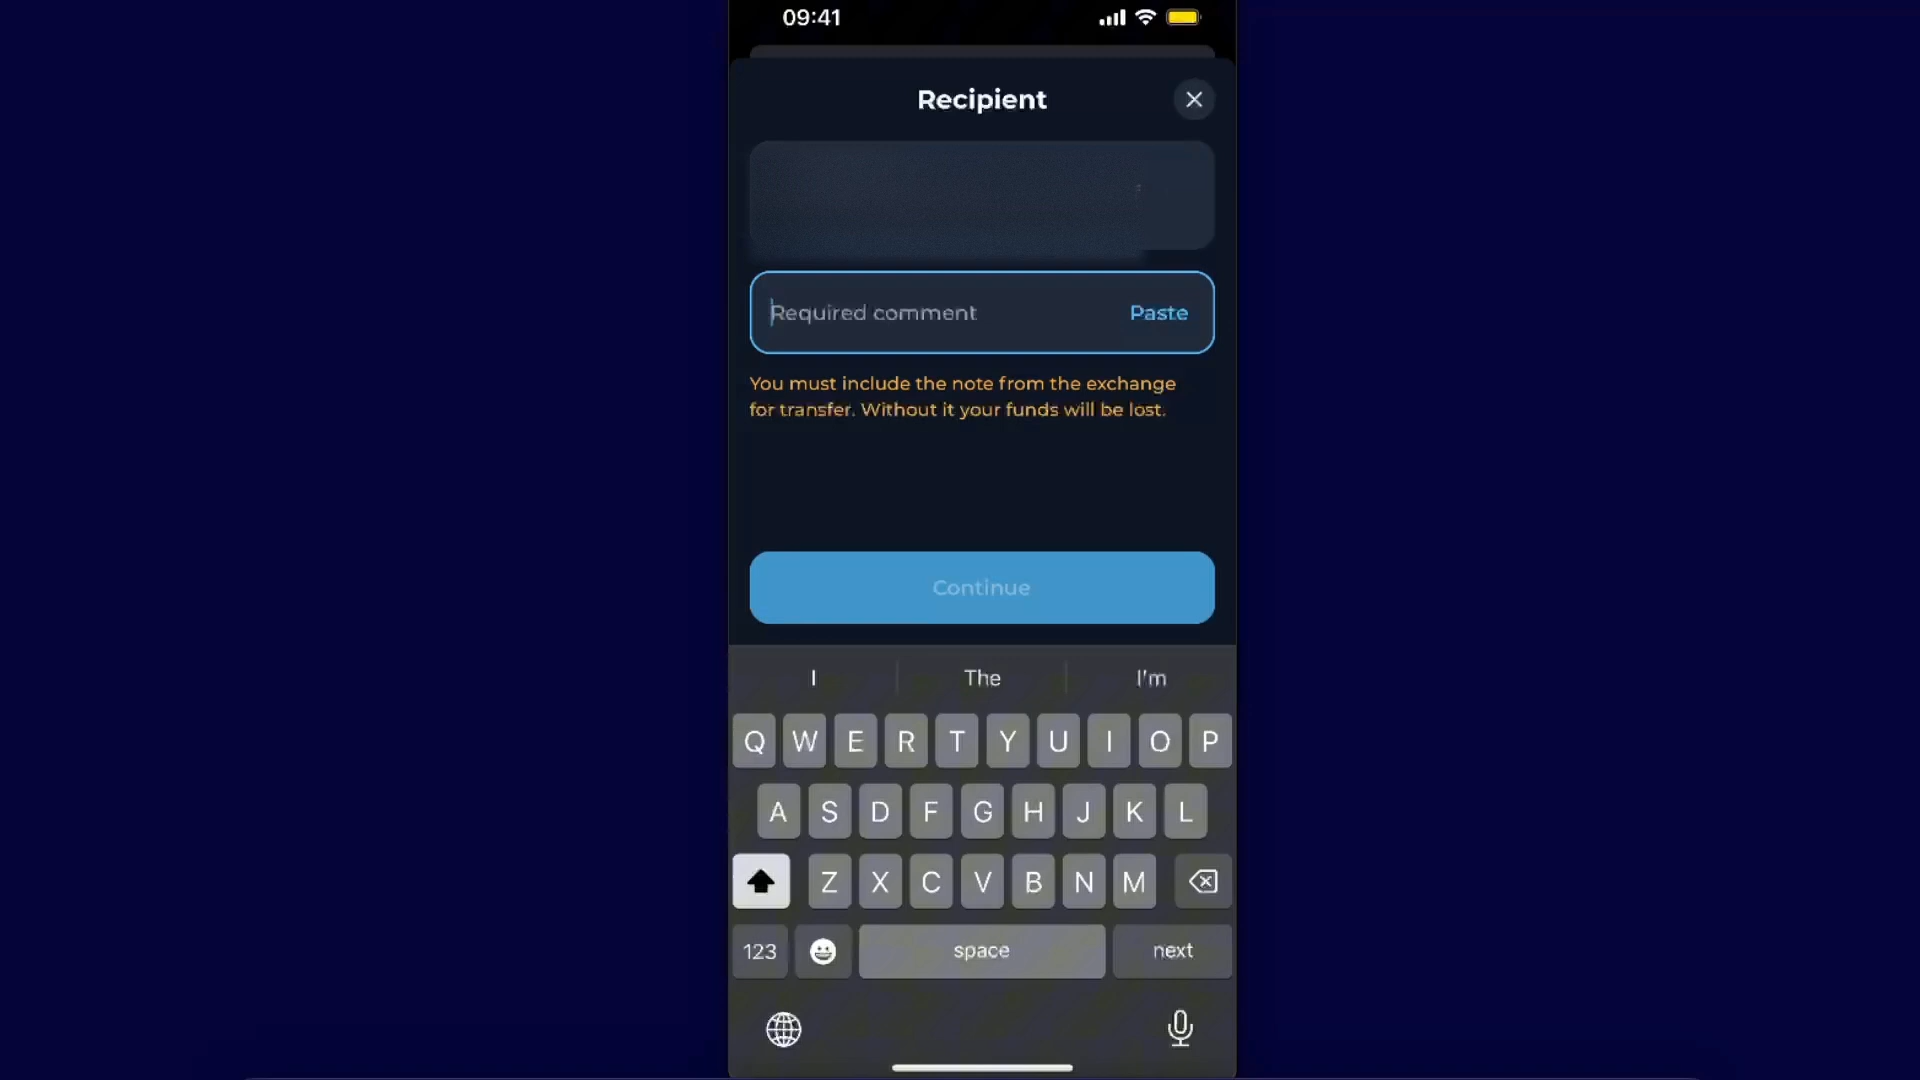 09:41
Recipient
Required comment Paste
You must include the note from the exchange
for transfer. Without it your funds will be lost.
Continue
I The I'm
Q W E R T Y U I O P
A S D F G H J K L
Z X C V B N M
123 space next